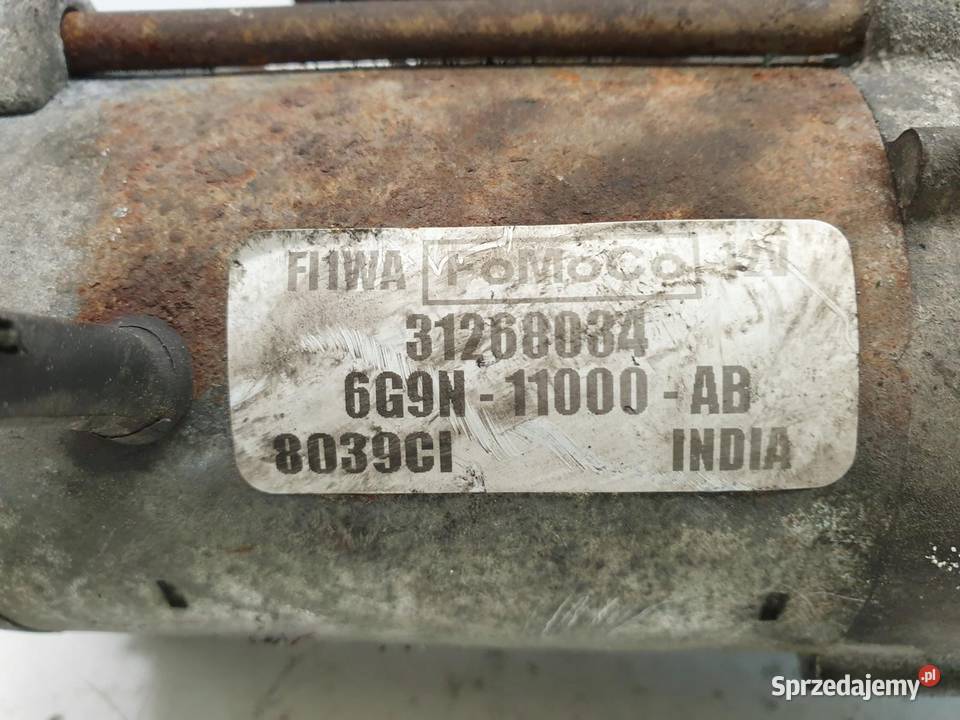 FI1WA FoMoCo
31268034
6G9N - 11000 - AB
8039CI INDIA
Sprzedajemy.pl